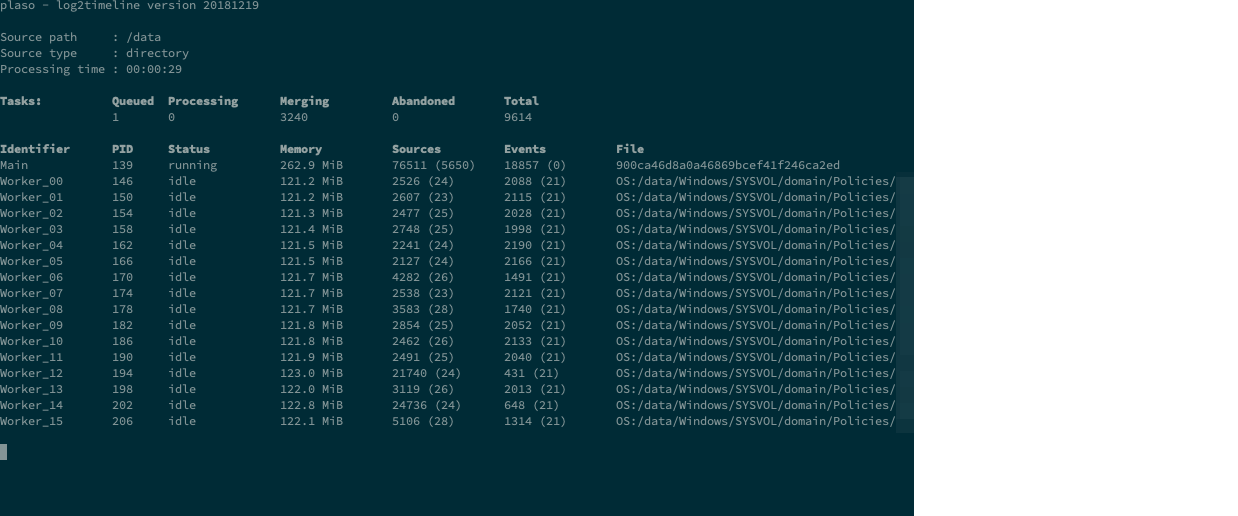 plaso - log2timeline version 20181219
Source path : /data
Source type : directory
Processing time : 00:00:29
Tasks: Queued Processing Merging Abandoned Total
1 0 3240 0 9614
Identifier PID Status Memory Sources Events File
Main 139 running 262.9 MiB 76511 (5650) 18857 (0) 900ca46d8a0a46869bcef41f246ca2ed
Worker_00 146 idle 121.2 MiB 2526 (24) 2088 (21) OS:/data/Windows/SYSVOL/domain/Policies/
Worker_01 150 idle 121.2 MiB 2607 (23) 2115 (21) OS:/data/Windows/SYSVOL/domain/Policies/
Worker_02 154 idle 121.3 MiB 2477 (25) 2028 (21) OS:/data/Windows/SYSVOL/domain/Policies/
Worker_03 158 idle 121.4 MiB 2748 (25) 1998 (21) OS:/data/Windows/SYSVOL/domain/Policies/
Worker_04 162 idle 121.5 MiB 2241 (24) 2190 (21) OS:/data/Windows/SYSVOL/domain/Policies/
Worker_05 166 idle 121.5 MiB 2127 (24) 2166 (21) OS:/data/Windows/SYSVOL/domain/Policies/
Worker_06 170 idle 121.7 MiB 4282 (26) 1491 (21) OS:/data/Windows/SYSVOL/domain/Policies/
Worker_07 174 idle 121.7 MiB 2538 (23) 2121 (21) OS:/data/Windows/SYSVOL/domain/Policies/
Worker_08 178 idle 121.8 MiB 3583 (28) 1740 (21) OS:/data/Windows/SYSVOL/domain/Policies/
Worker_09 182 idle 121.8 MiB 2854 (25) 2052 (21) OS:/data/Windows/SYSVOL/domain/Policies/
Worker_10 186 idle 121.8 MiB 2462 (26) 2133 (21) OS:/data/Windows/SYSVOL/domain/Policies/
Worker_11 190 idle 121.9 MiB 2491 (25) 2040 (21) OS:/data/Windows/SYSVOL/domain/Policies/
Worker_12 194 idle 123.0 MiB 21740 (24) 431 (21) OS:/data/Windows/SYSVOL/domain/Policies/
Worker_13 198 idle 122.0 MiB 3119 (26) 2013 (21) OS:/data/Windows/SYSVOL/domain/Policies/
Worker_14 202 idle 122.8 MiB 24736 (24) 648 (21) OS:/data/Windows/SYSVOL/domain/Policies/
Worker_15 206 idle 122.1 MiB 5106 (28) 1314 (21) OS:/data/Windows/SYSVOL/domain/Policies/